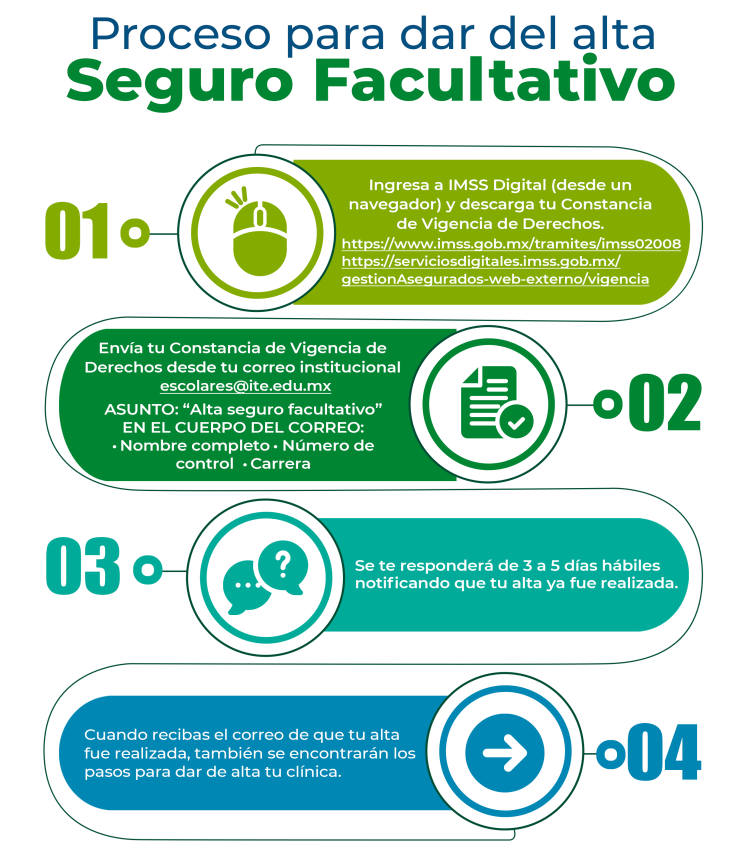 Proceso para dar del alta
Seguro Facultativo
01
Ingresa a IMSS Digital (desde un
navegador) y descarga tu Constancia
de Vigencia de Derechos.
https://www.imss.gob.mx/tramites/imss02008
https://serviciosdigitales.imss.gob.mx/
gestionAsegurados-web-externo/vigencia
Envía tu Constancia de Vigencia de
Derechos desde tu correo institucional
escolares@ite.edu.mx
ASUNTO: “Alta seguro facultativo”
EN EL CUERPO DEL CORREO:
• Nombre completo • Número de
control • Carrera
02
03
?
Se te responderá de 3 a 5 días hábiles
notificando que tu alta ya fue realizada.
Cuando recibas el correo de que tu alta
fue realizada, también se encontrarán los
pasos para dar de alta tu clínica.
04